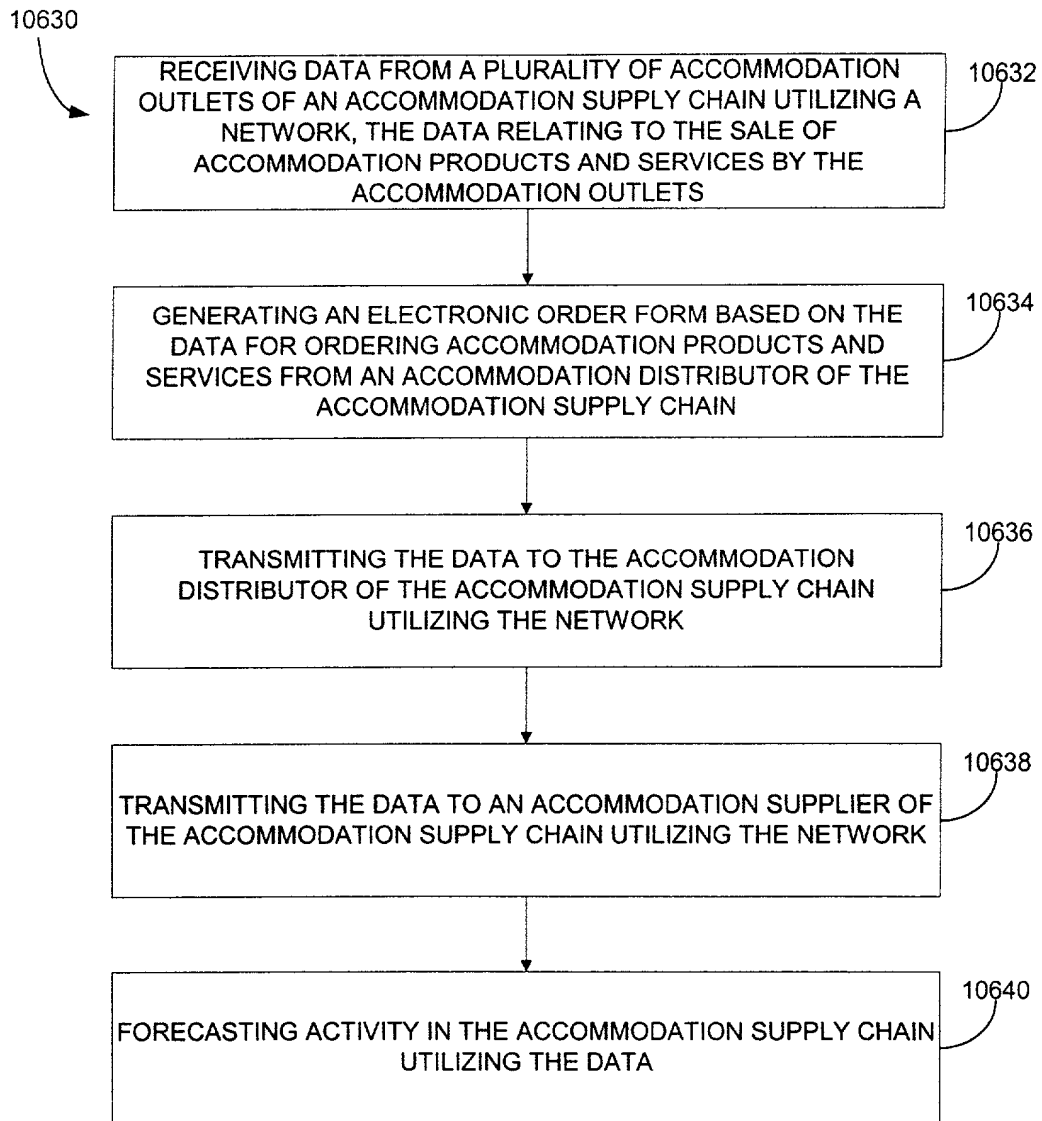 10630
RECEIVING DATA FROM A PLURALITY OF ACCOMMODATION
OUTLETS OF AN ACCOMMODATION SUPPLY CHAIN UTILIZING A
NETWORK, THE DATA RELATING TO THE SALE OF
ACCOMMODATION PRODUCTS AND SERVICES BY THE
ACCOMMODATION OUTLETS
10632
GENERATING AN ELECTRONIC ORDER FORM BASED ON THE
DATA FOR ORDERING ACCOMMODATION PRODUCTS AND
SERVICES FROM AN ACCOMMODATION DISTRIBUTOR OF THE
ACCOMMODATION SUPPLY CHAIN
10634
TRANSMITTING THE DATA TO THE ACCOMMODATION
DISTRIBUTOR OF THE ACCOMMODATION SUPPLY CHAIN
UTILIZING THE NETWORK
10636
TRANSMITTING THE DATA TO AN ACCOMMODATION SUPPLIER OF
THE ACCOMMODATION SUPPLY CHAIN UTILIZING THE NETWORK
10638
FORECASTING ACTIVITY IN THE ACCOMMODATION SUPPLY CHAIN
UTILIZING THE DATA
10640